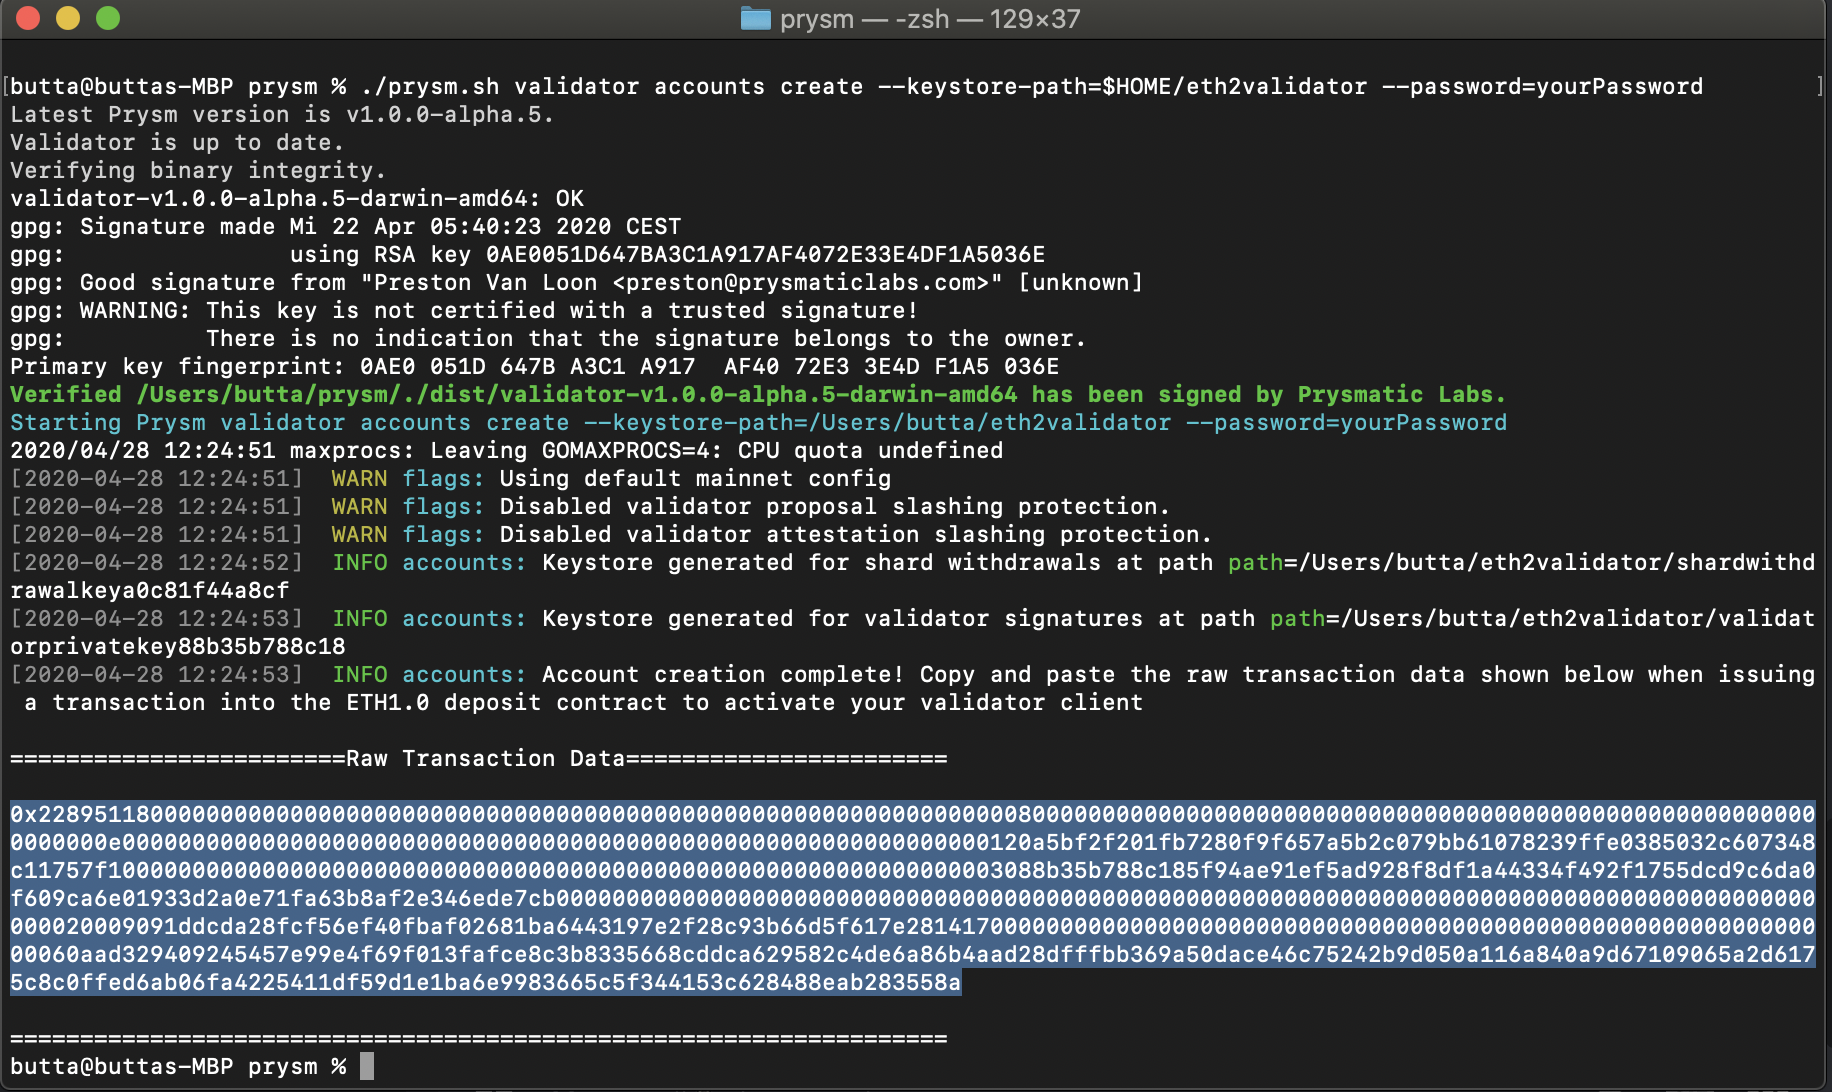 prysm — -zsh — 129×37
[butta@buttas-MBP prysm % ./prysm.sh validator accounts create --keystore-path=$HOME/eth2validator --password=yourPassword ]
Latest Prysm version is v1.0.0-alpha.5.
Validator is up to date.
Verifying binary integrity.
validator-v1.0.0-alpha.5-darwin-amd64: OK
gpg: Signature made Mi 22 Apr 05:40:23 2020 CEST
gpg:                using RSA key 0AE0051D647BA3C1A917AF4072E33E4DF1A5036E
gpg: Good signature from "Preston Van Loon <preston@prysmaticlabs.com>" [unknown]
gpg: WARNING: This key is not certified with a trusted signature!
gpg:          There is no indication that the signature belongs to the owner.
Primary key fingerprint: 0AE0 051D 647B A3C1 A917  AF40 72E3 3E4D F1A5 036E
Verified /Users/butta/prysm/./dist/validator-v1.0.0-alpha.5-darwin-amd64 has been signed by Prysmatic Labs.
Starting Prysm validator accounts create --keystore-path=/Users/butta/eth2validator --password=yourPassword
2020/04/28 12:24:51 maxprocs: Leaving GOMAXPROCS=4: CPU quota undefined
[2020-04-28 12:24:51]  WARN flags: Using default mainnet config
[2020-04-28 12:24:51]  WARN flags: Disabled validator proposal slashing protection.
[2020-04-28 12:24:51]  WARN flags: Disabled validator attestation slashing protection.
[2020-04-28 12:24:52]  INFO accounts: Keystore generated for shard withdrawals at path path=/Users/butta/eth2validator/shardwithd
rawalkeya0c81f44a8cf
[2020-04-28 12:24:53]  INFO accounts: Keystore generated for validator signatures at path path=/Users/butta/eth2validator/validat
orprivatekey88b35b788c18
[2020-04-28 12:24:53]  INFO accounts: Account creation complete! Copy and paste the raw transaction data shown below when issuing
 a transaction into the ETH1.0 deposit contract to activate your validator client
========================Raw Transaction Data=======================
0x2289511800000000000000000000000000000000000000000000000000000000000000800000000000000000000000000000000000000000000000000000000
0000000e00000000000000000000000000000000000000000000000000000000000000120a5bf2f201fb7280f9f657a5b2c079bb61078239ffe0385032c607348
c11757f1000000000000000000000000000000000000000000000000000000000000003088b35b788c185f94ae91ef5ad928f8df1a44334f492f1755dcd9c6da0
f609ca6e01933d2a0e71fa63b8af2e346ede7cb000000000000000000000000000000000000000000000000000000000000000000000000000000000000000000
000020009091ddcda28fcf56ef40fbaf02681ba6443197e2f28c93b66d5f617e28141700000000000000000000000000000000000000000000000000000000000
00060aad329409245457e99e4f69f013fafce8c3b8335668cddca629582c4de6a86b4aad28dfffbb369a50dace46c75242b9d050a116a840a9d67109065a2d617
5c8c0ffed6ab06fa4225411df59d1e1ba6e9983665c5f344153c628488eab283558a
===================================================================
butta@buttas-MBP prysm %